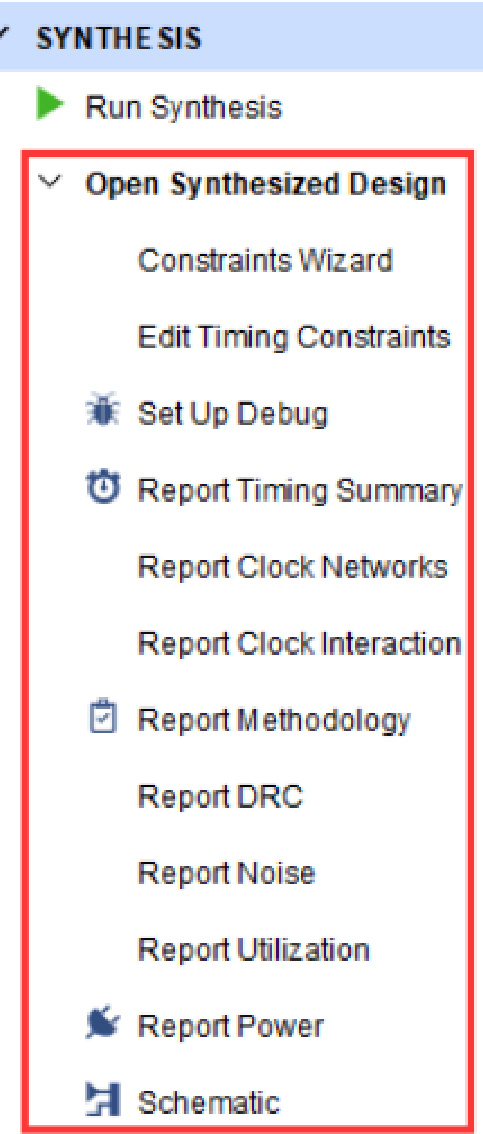 SYNTHESIS
Run Synthesis
Open Synthesized Design
Constraints Wizard
Edit Timing Constraints
Set Up Debug
Report Timing Summary
Report Clock Networks
Report Clock Interaction
Report Methodology
Report DRC
Report Noise
Report Utilization
Report Power
Schematic